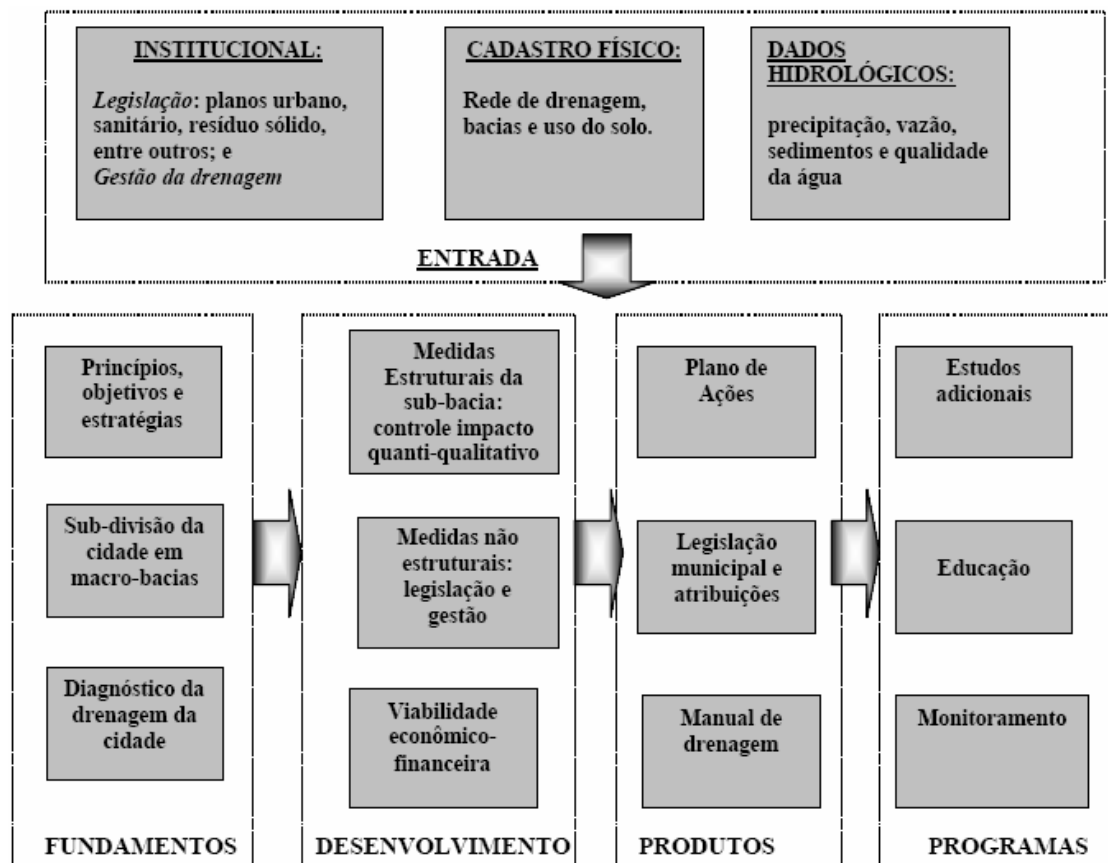 INSTITUCIONAL:
Legislação: planos urbano,
sanitário, resíduo sólido,
entre outros; e
Gestão da drenagem
CADASTRO FÍSICO:
Rede de drenagem,
bacias e uso do solo.
DADOS
HIDROLÓGICOS:
precipitação, vazão,
sedimentos e qualidade
da água
ENTRADA
Princípios,
objetivos e
estratégias
Sub-divisão da
cidade em
macro-bacias
Diagnóstico da
drenagem da
cidade
FUNDAMENTOS
Medidas
Estruturais da
sub-bacia:
controle impacto
quanti-qualitativo
Medidas não
estruturais:
legislação e
gestão
Viabilidade
econômico-
financeira
DESENVOLVIMENTO
Plano de
Ações
Legislação
municipal e
atribuições
Manual de
drenagem
PRODUTOS
Estudos
adicionais
Educação
Monitoramento
PROGRAMAS